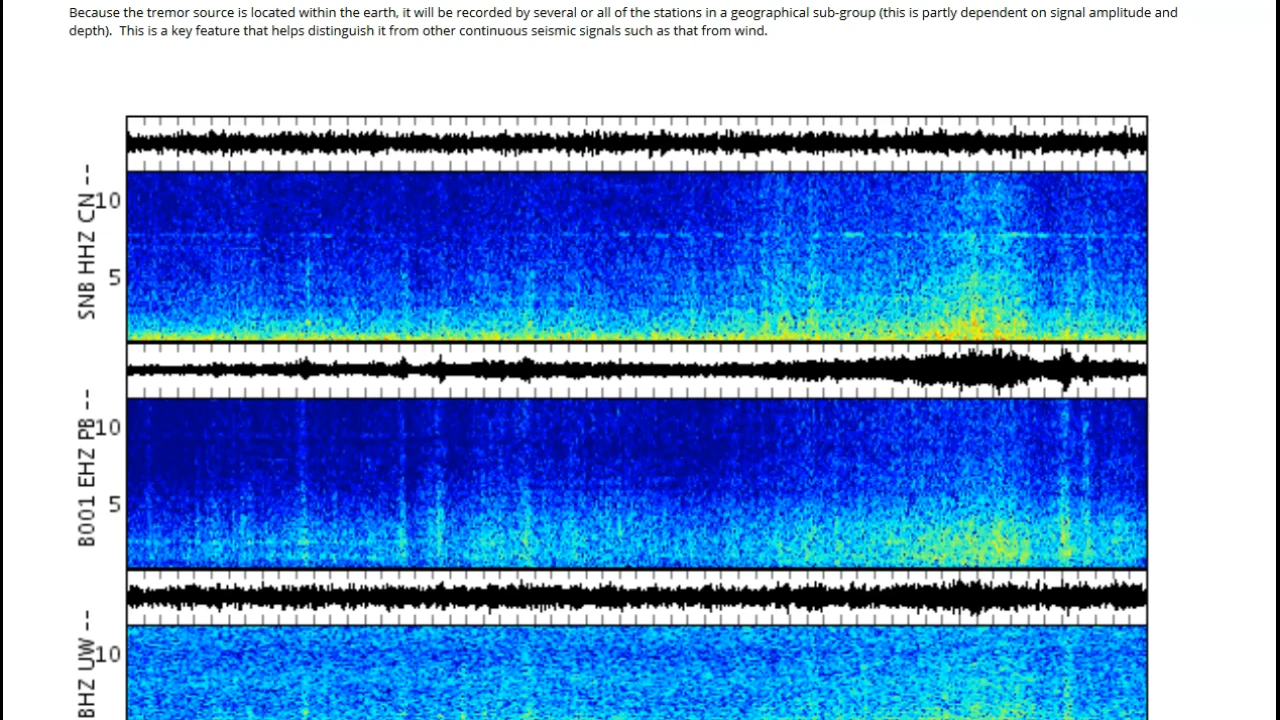 Because the tremor source is located within the earth, it will be recorded by several or all of the stations in a geographical sub-group (this is partly dependent on signal amplitude and
depth).  This is a key feature that helps distinguish it from other continuous seismic signals such as that from wind.
SNB HHZ CN --
10
5
B001 EHZ PB --
10
5
BHZ UW --
10